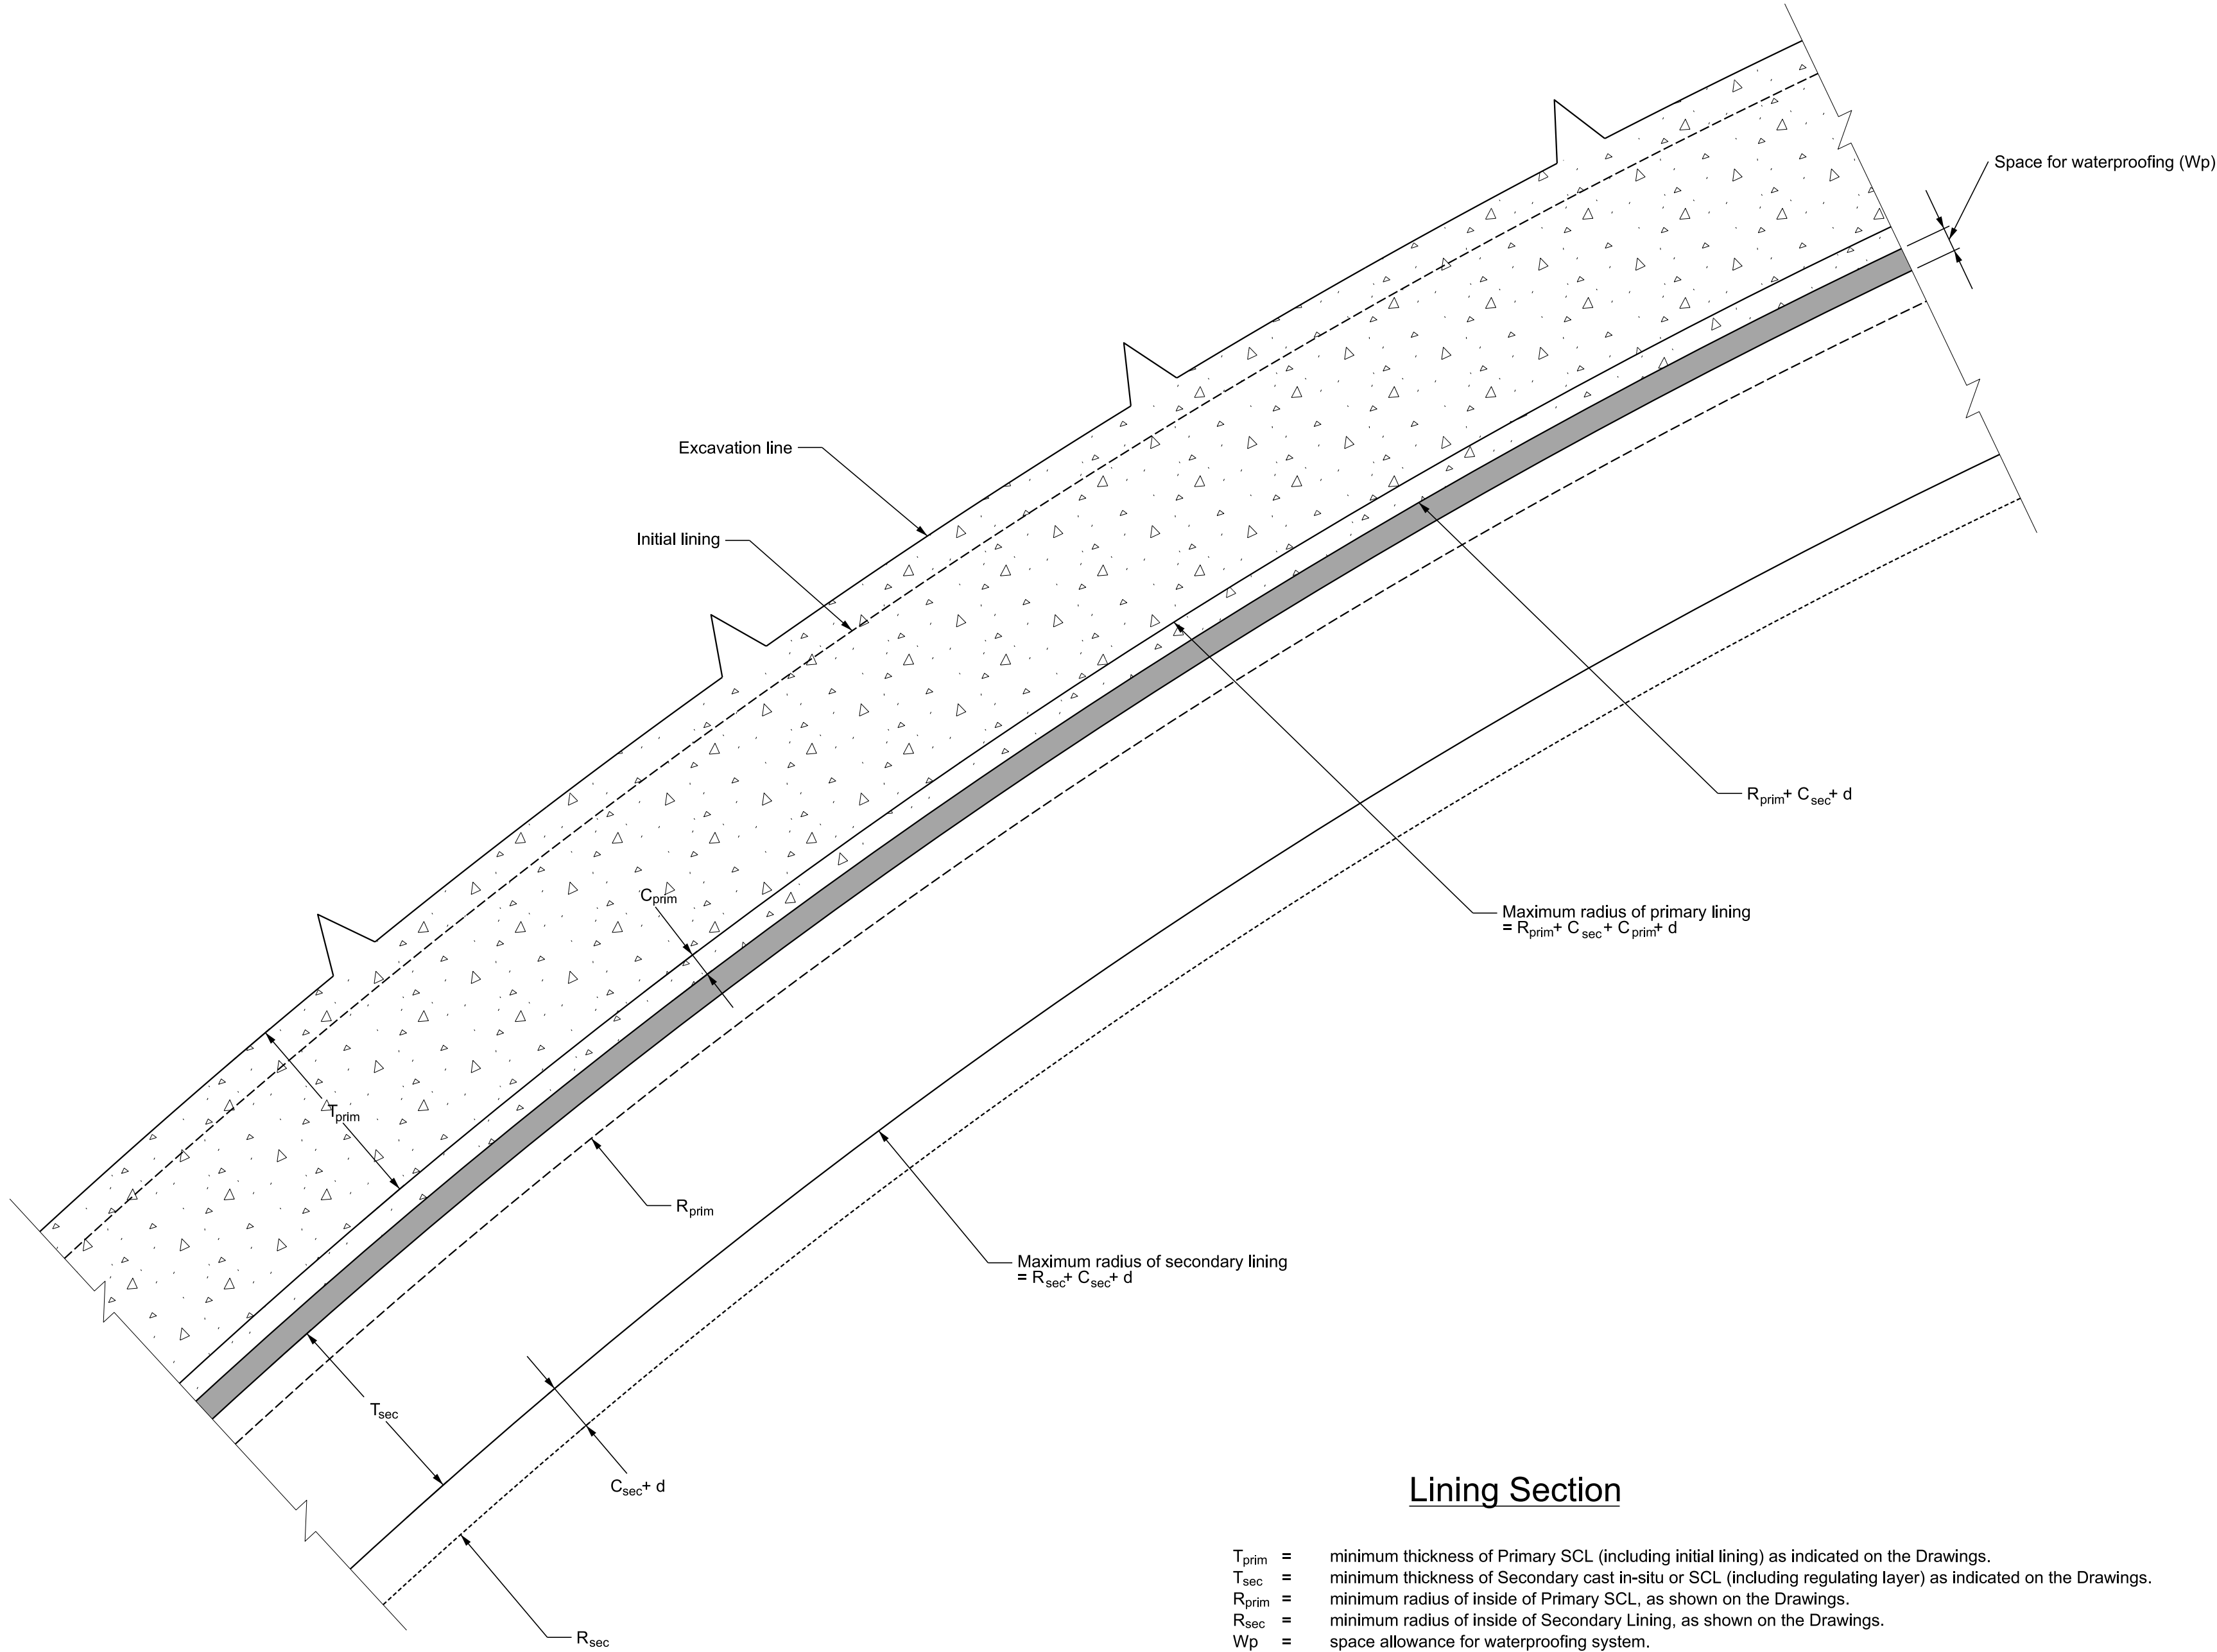 Space for waterproofing (Wp)
Excavation line
Initial lining
Rprim+ Csec+ d
Cprim
Maximum radius of primary lining
= Rprim+ Csec+ Cprim+ d
Tprim
Rprim
Maximum radius of secondary lining
= Rsec+ Csec+ d
Tsec
Csec+ d
Rsec
Lining Section
Tprim = minimum thickness of Primary SCL (including initial lining) as indicated on the Drawings.
Tsec = minimum thickness of Secondary cast in-situ or SCL (including regulating layer) as indicated on the Drawings.
Rprim = minimum radius of inside of Primary SCL, as shown on the Drawings.
Rsec = minimum radius of inside of Secondary Lining, as shown on the Drawings.
Wp = space allowance for waterproofing system.